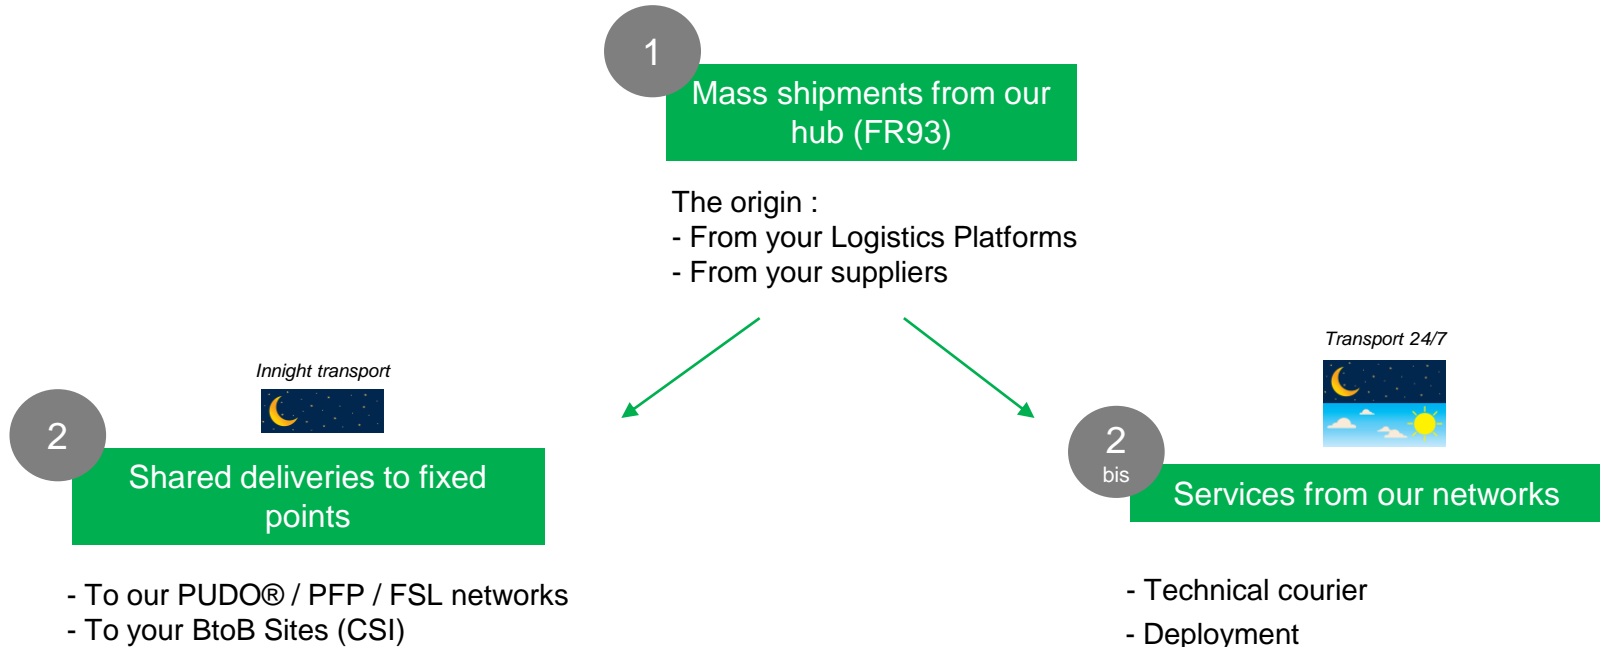 1
Mass shipments from our
hub (FR93)
The origin :
- From your Logistics Platforms
- From your suppliers
Innight transport
2
Shared deliveries to fixed
points
- To our PUDO® / PFP / FSL networks
- To your BtoB Sites (CSI)
Transport 24/7
2
bis
Services from our networks
- Technical courier
- Deployment